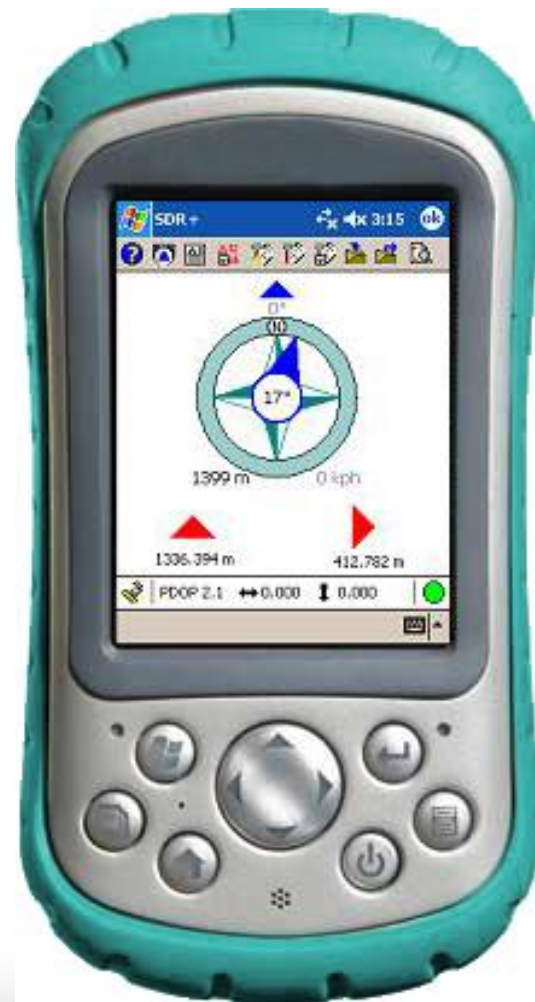 SDR+ 3:15 ok
0°
(N)
17°
1399 m 0 kph
1336.394 m 412.782 m
PDOP 2.1 ↔0.000 ↕ 0.000